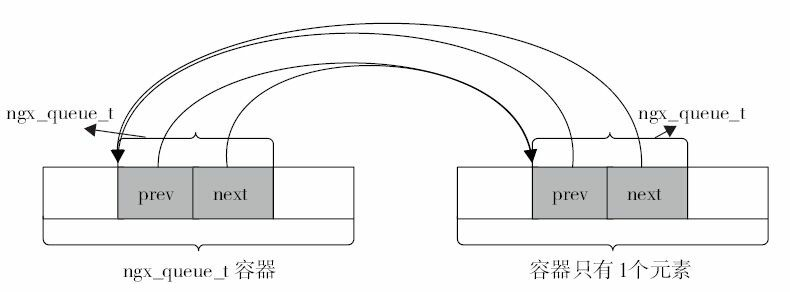 ngx_queue_t
ngx_queue_t
prev
next
prev
next
ngx_queue_t 容器
容器只有 1个元素